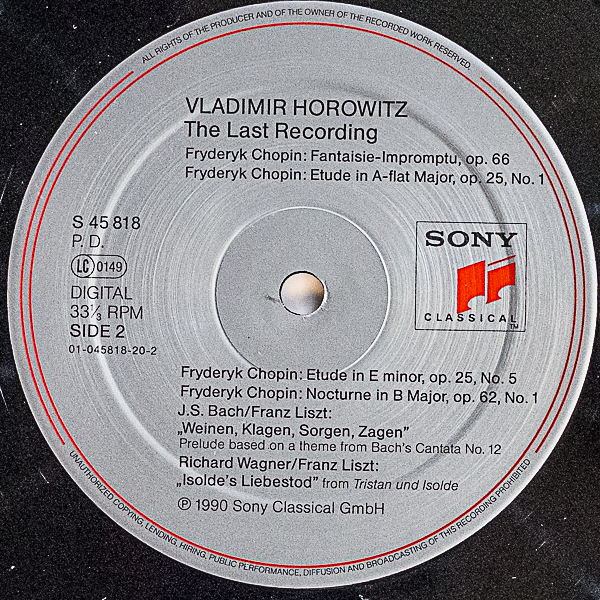 ALL RIGHTS OF THE PRODUCER AND OF THE OWNER OF THE RECORDED WORK RESERVED.
VLADIMIR HOROWITZ
The Last Recording
Fryderyk Chopin: Fantaisie-Impromptu, op. 66
Fryderyk Chopin: Etude in A-flat Major, op. 25, No. 1
S 45 818
P. D.
LC 0149
DIGITAL
33⅓ RPM
SIDE 2
01-045818-20-2
SONY
CLASSICAL
TM
Fryderyk Chopin: Etude in E minor, op. 25, No. 5
Fryderyk Chopin: Nocturne in B Major, op. 62, No. 1
J.S. Bach/Franz Liszt:
„Weinen, Klagen, Sorgen, Zagen”
Prelude based on a theme from Bach's Cantata No. 12
Richard Wagner/Franz Liszt:
„Isolde's Liebestod” from Tristan und Isolde
℗ 1990 Sony Classical GmbH
UNAUTHORIZED COPYING, LENDING, HIRING, PUBLIC PERFORMANCE, DIFFUSION AND BROADCASTING OF THIS RECORDING PROHIBITED